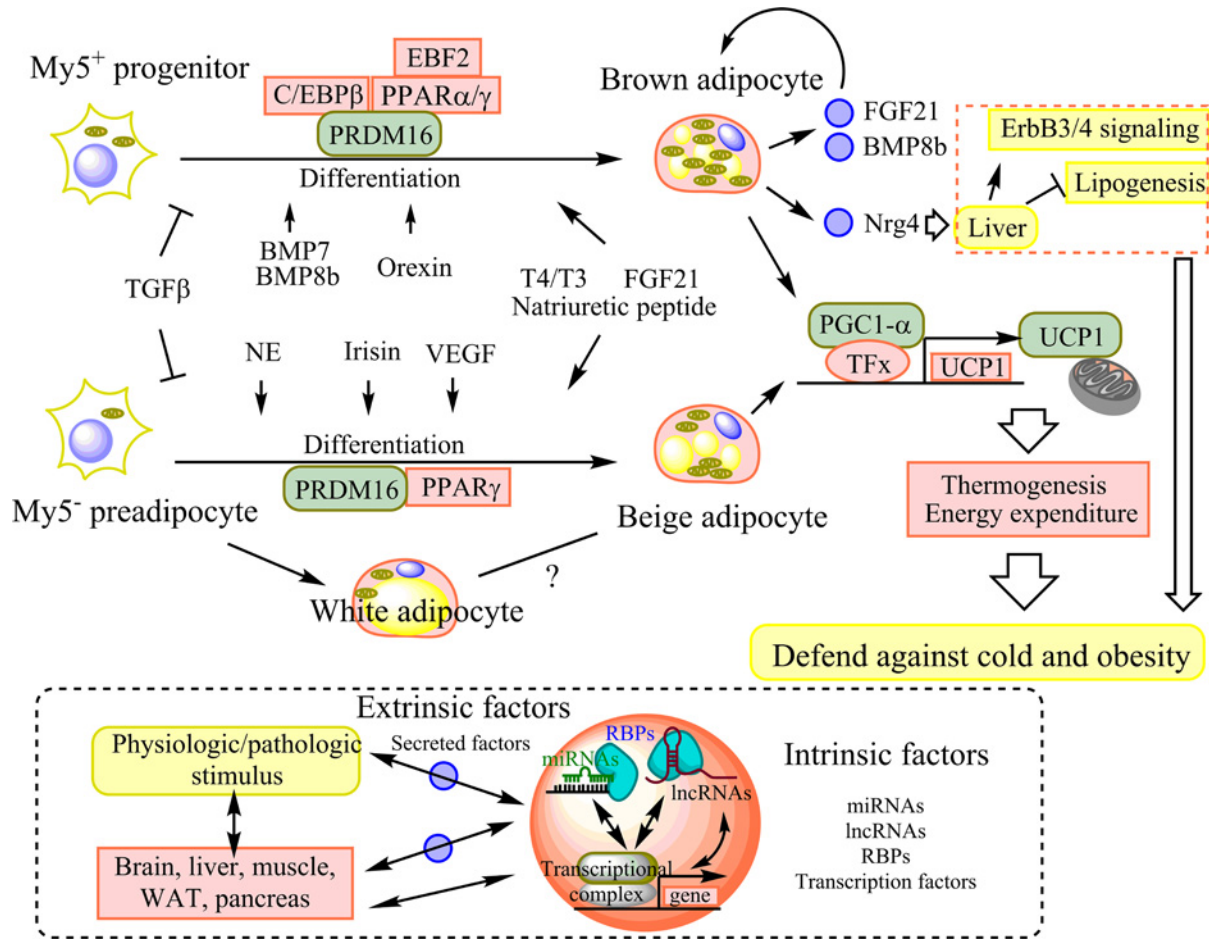 My5+ progenitor
EBF2
C/EBPβ
PPARα/γ
PRDM16
Differentiation
BMP7
BMP8b
Orexin
TGFβ
T4/T3
FGF21
Natriuretic peptide
NE
Irisin
VEGF
Differentiation
PRDM16
PPARγ
My5- preadipocyte
White adipocyte
?
Brown adipocyte
FGF21
BMP8b
Nrg4
Liver
ErbB3/4 signaling
Lipogenesis
PGC1-α
TFx
UCP1
UCP1
Beige adipocyte
Thermogenesis
Energy expenditure
Defend against cold and obesity
Extrinsic factors
Physiologic/pathologic
stimulus
Secreted factors
Brain, liver, muscle,
WAT, pancreas
RBPs
miRNAs
lncRNAs
Transcriptional
complex
gene
Intrinsic factors
miRNAs
lncRNAs
RBPs
Transcription factors